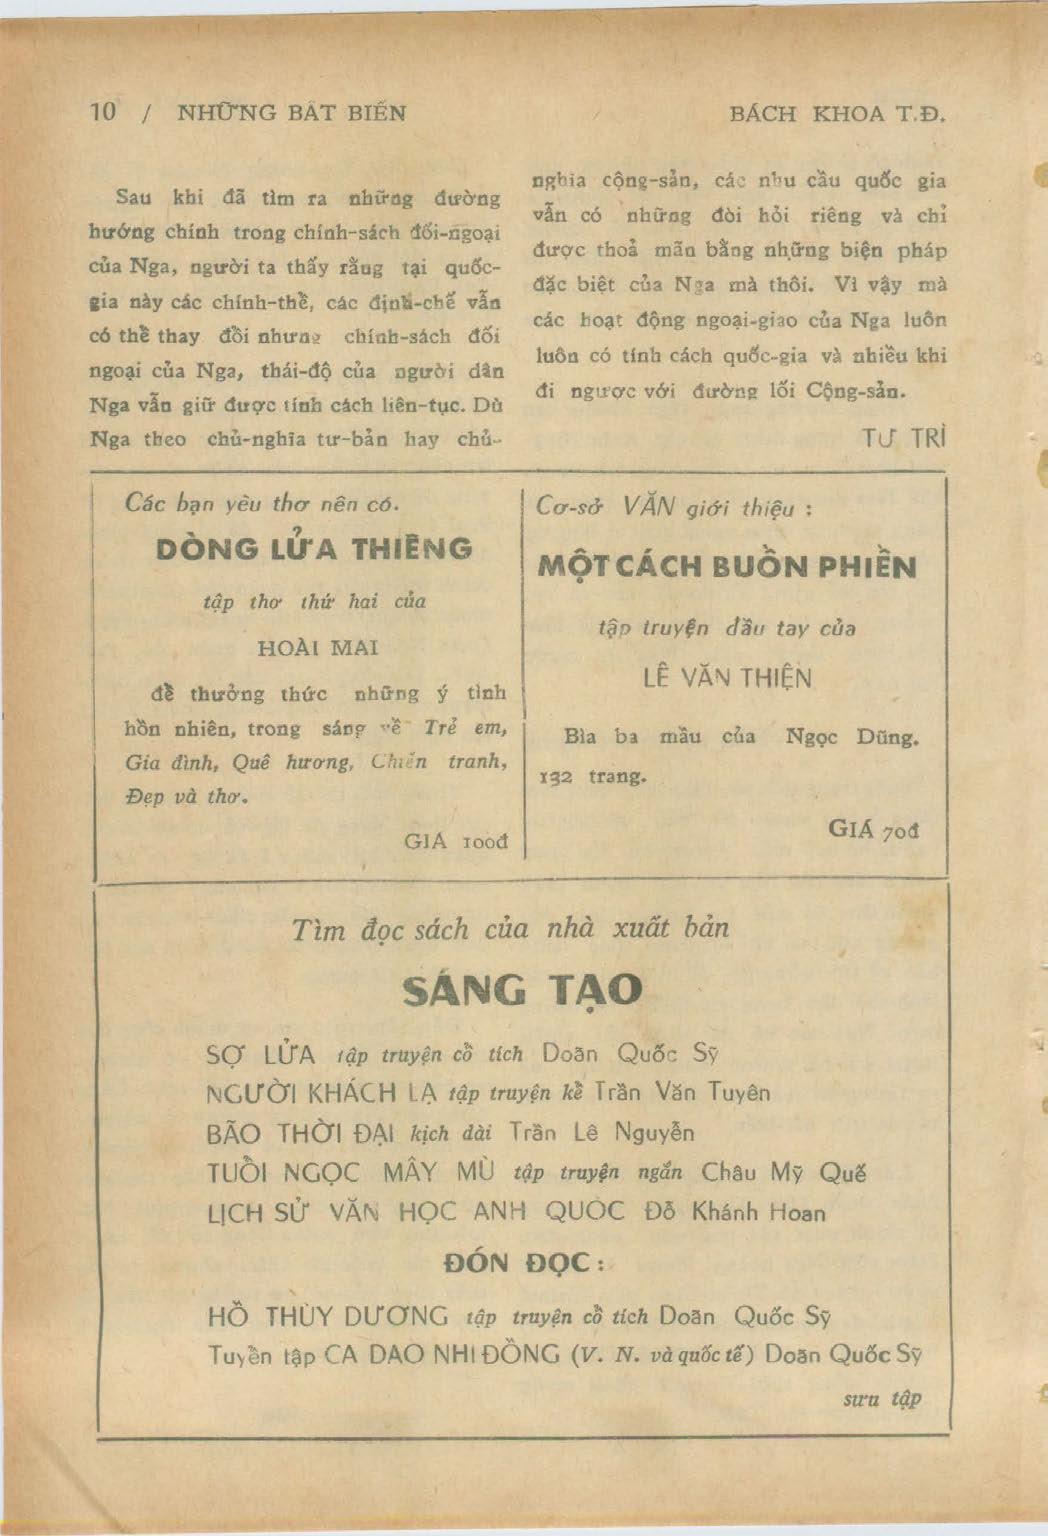 10 / NHỮNG BẤT BIẾN
BÁCH KHOA T.Đ.
Sau khi đã tìm ra những đường
hướng chính trong chính-sách đối-ngoại
của Nga, người ta thấy rằng tại quốc-
gia này các chính-thể, các định-chế vẫn
có thể thay đổi nhưng chính-sách đối
ngoại của Nga, thái-độ của người dân
Nga vẫn giữ được tính cách liên-tục. Dù
Nga theo chủ-nghĩa tư-bản hay chủ-
nghĩa cộng-sản, các nhu cầu quốc gia
vẫn có những đòi hỏi riêng và chỉ
được thoả mãn bằng những biện pháp
đặc biệt của Nga mà thôi. Vì vậy mà
các hoạt động ngoại-giao của Nga luôn
luôn có tính cách quốc-gia và nhiều khi
đi ngược với đường lối Cộng-sản.
TƯ TRÌ
Các bạn yêu thơ nên có.
DÒNG LỬA THIÊNG
tập thơ thứ hai của
HOÀI MAI
để thưởng thức những ý tình
hồn nhiên, trong sáng về Trẻ em,
Gia đình, Quê hương, Chiến tranh,
Đẹp và thơ.
GIÁ 100đ
Cơ-sở VĂN giới thiệu :
MỘT CÁCH BUỒN PHIỀN
tập truyện đầu tay của
LÊ VĂN THIỆN
Bìa ba mầu của Ngọc Dũng.
132 trang.
GIÁ 70đ
Tìm đọc sách của nhà xuất bản
SÁNG TẠO
SỢ LỬA tập truyện cổ tích Doãn Quốc Sỹ
NGƯỜI KHÁCH LẠ tập truyện kể Trần Văn Tuyên
BÃO THỜI ĐẠI kịch dài Trần Lê Nguyễn
TUỔI NGỌC MÂY MÙ tập truyện ngắn Châu Mỹ Quế
LỊCH SỬ VĂN HỌC ANH QUỐC Đỗ Khánh Hoan
ĐÓN ĐỌC :
HỒ THÙY DƯƠNG tập truyện cổ tích Doãn Quốc Sỹ
Tuyển tập CA DAO NHI ĐỒNG (V. N. và quốc tế) Doãn Quốc Sỹ
sưu tập